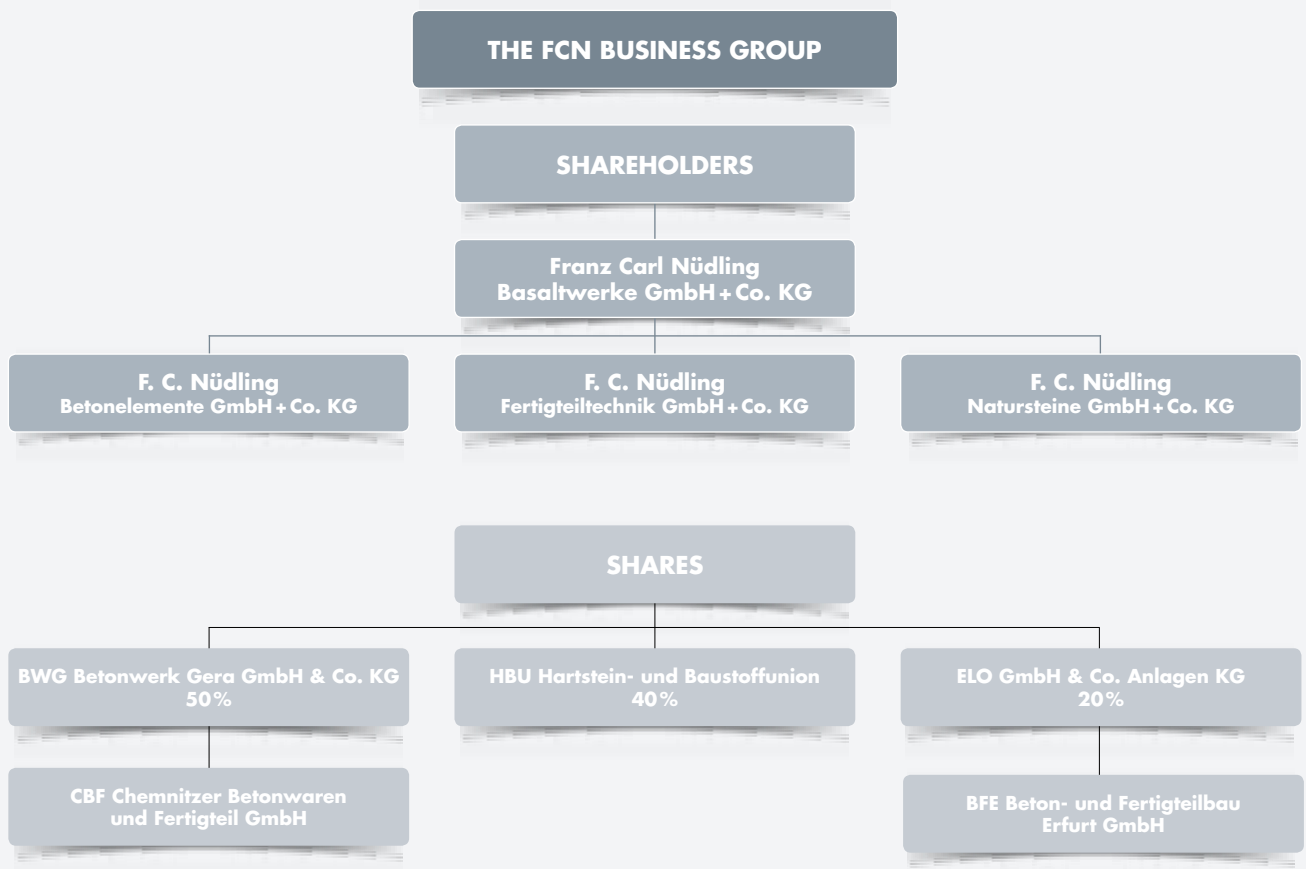 THE FCN BUSINESS GROUP
SHAREHOLDERS
Franz Carl Nüdling
Basaltwerke GmbH + Co. KG
F. C. Nüdling
Betonelemente GmbH + Co. KG
F. C. Nüdling
Fertigteiltechnik GmbH + Co. KG
F. C. Nüdling
Natursteine GmbH + Co. KG
SHARES
BWG Betonwerk Gera GmbH & Co. KG
50 %
HBU Hartstein- und Baustoffunion
40 %
ELO GmbH & Co. Anlagen KG
20 %
CBF Chemnitzer Betonwaren
und Fertigteil GmbH
BFE Beton- und Fertigteilbau
Erfurt GmbH